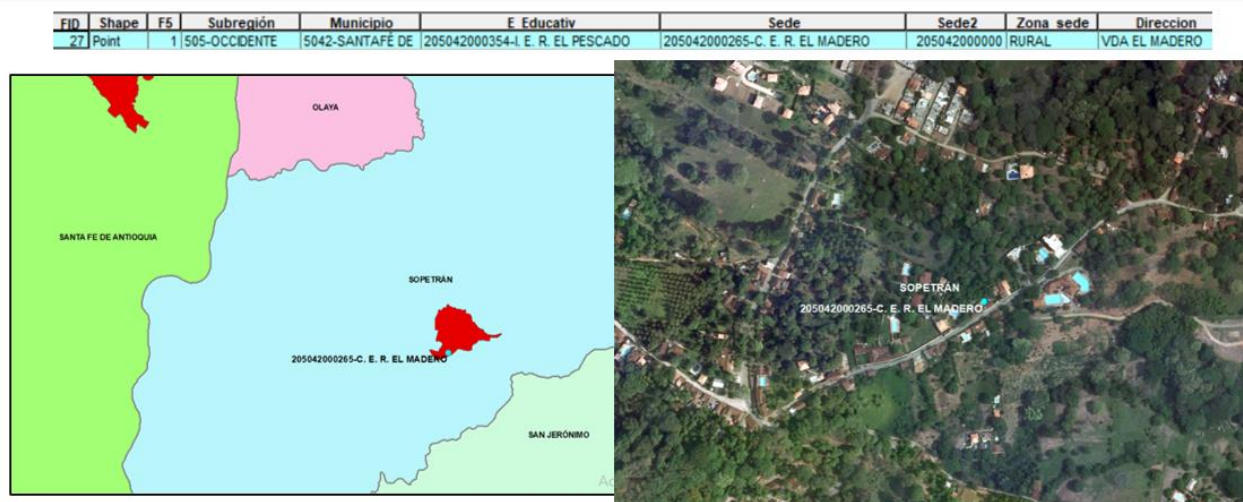 FID Shape F5 Subregión Municipio E_Educativ Sede Sede2 Zona_sede Direccion
27 Point 1 505-OCCIDENTE 5042-SANTAFÉ DE 205042000354-I. E. R. EL PESCADO 205042000265-C. E. R. EL MADERO 205042000000 RURAL VDA EL MADERO
OLAYA
SANTA FE DE ANTIOQUIA
SOPETRÁN
205042000265-C. E. R. EL MADERO
SAN JERÓNIMO
SOPETRÁN
205042000265-C. E. R. EL MADERO